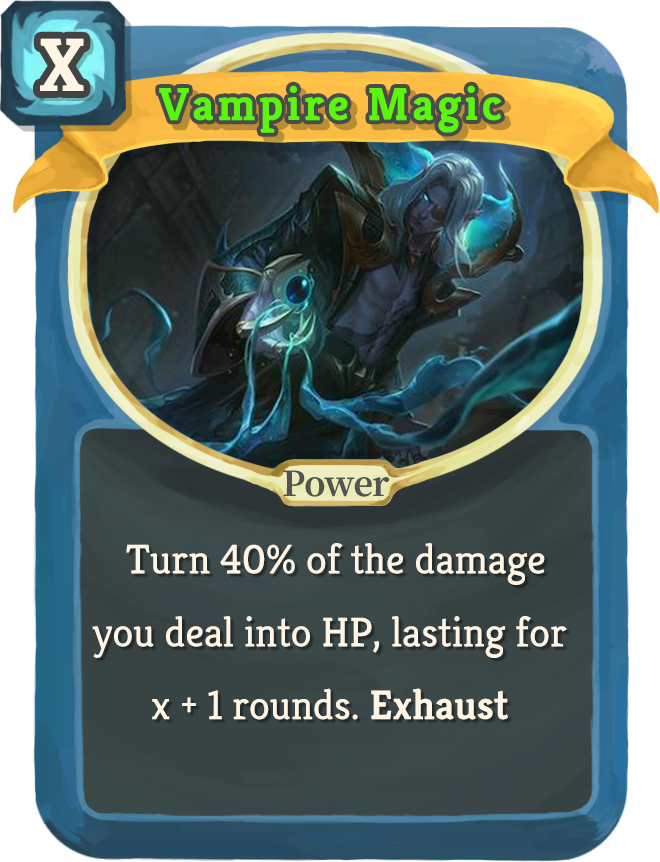 X
Vampire Magic
Power
Turn 40% of the damage
you deal into HP, lasting for
x + 1 rounds. Exhaust